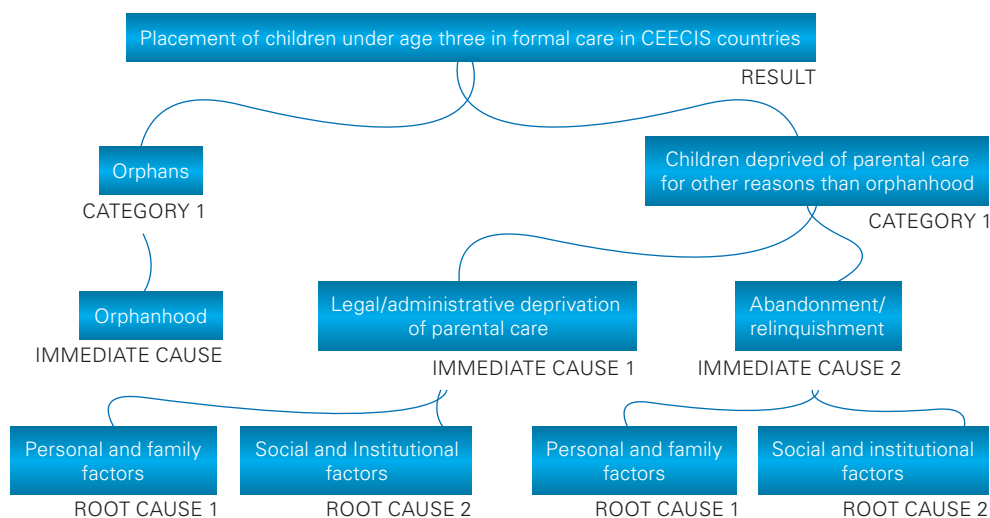 Placement of children under age three in formal care in CEECIS countries
RESULT
Orphans
CATEGORY 1
Children deprived of parental care
for other reasons than orphanhood
CATEGORY 1
Orphanhood
IMMEDIATE CAUSE
Legal/administrative deprivation
of parental care
IMMEDIATE CAUSE 1
Abandonment/
relinquishment
IMMEDIATE CAUSE 2
Personal and family
factors
ROOT CAUSE 1
Social and Institutional
factors
ROOT CAUSE 2
Personal and family
factors
ROOT CAUSE 1
Social and institutional
factors
ROOT CAUSE 2